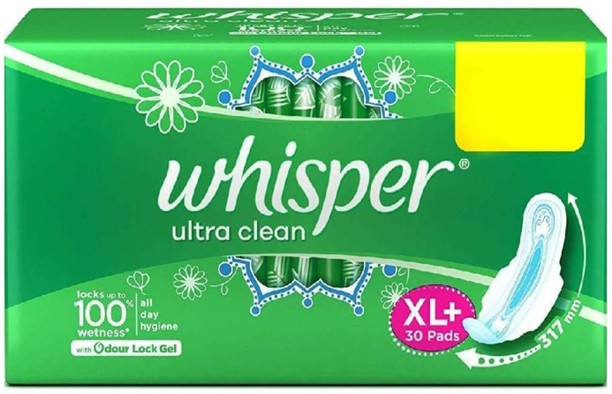 whisper®
ultra clean
locks up to
100%
wetness*
all
day
hygiene
with Odour Lock Gel
XL+
30 Pads
317 mm